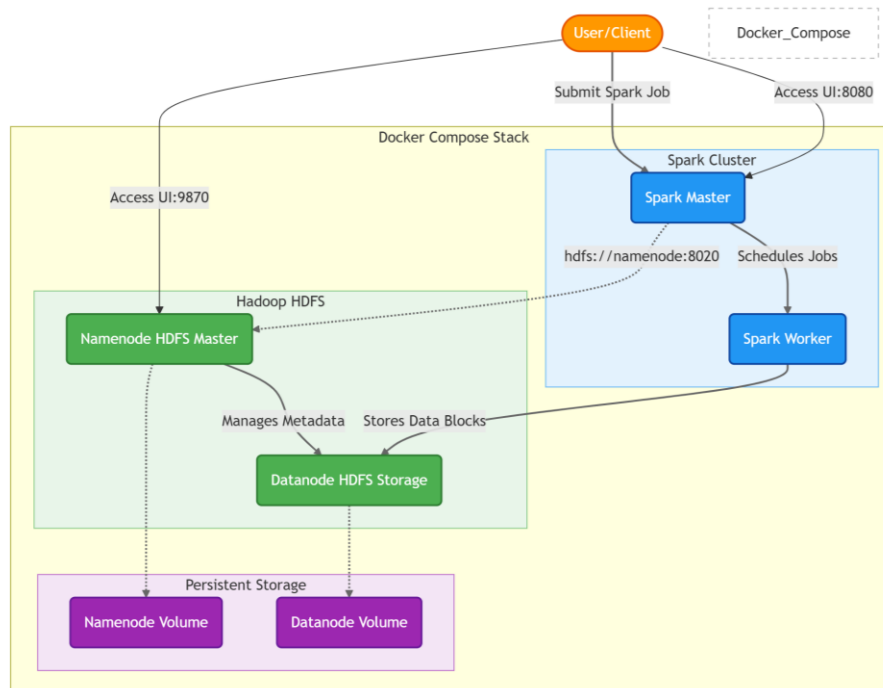 User/Client
Docker_Compose
Submit Spark Job
Access UI:8080
Docker Compose Stack
Spark Cluster
Access UI:9870
Spark Master
hdfs://namenode:8020
Schedules Jobs
Hadoop HDFS
Namenode HDFS Master
Spark Worker
Manages Metadata
Stores Data Blocks
Datanode HDFS Storage
Persistent Storage
Namenode Volume
Datanode Volume